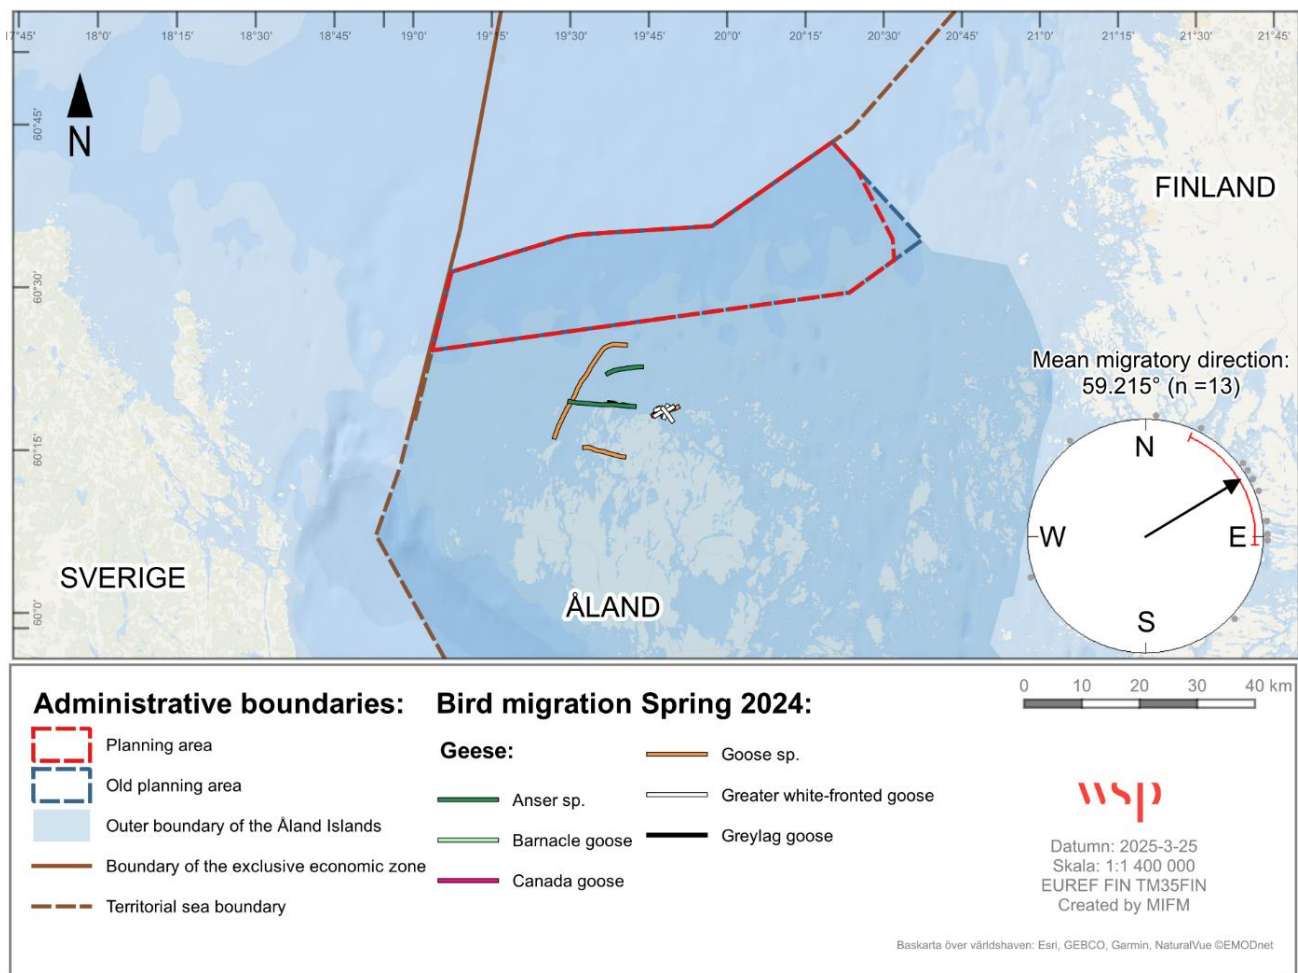 17°45' 18°0' 18°15' 18°30' 18°45' 19°0' 19°15' 19°30' 19°45' 20°0' 20°15' 20°30' 20°45' 21°0' 21°15' 21°30' 21°45'
60°45'
N
FINLAND
60°30'
Mean migratory direction:
59.215° (n =13)
60°15'
N
W
E
S
SVERIGE
ÅLAND
60°0'
Administrative boundaries:
Planning area
Old planning area
Outer boundary of the Åland Islands
Boundary of the exclusive economic zone
Territorial sea boundary
Bird migration Spring 2024:
Geese:
Anser sp.
Barnacle goose
Canada goose
Goose sp.
Greater white-fronted goose
Greylag goose
0 10 20 30 40 km
wsp
Datumn: 2025-3-25
Skala: 1:1 400 000
EUREF FIN TM35FIN
Created by MIFM
Baskarta över världshaven: Esri, GEBCO, Garmin, NaturalVue ©EMODnet